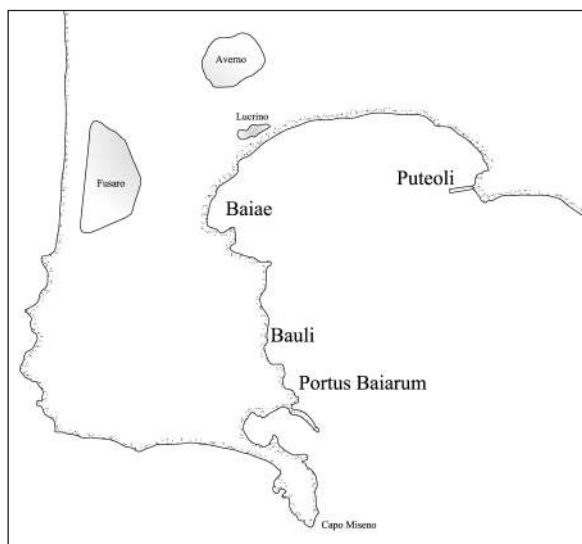 Averno
Lucrino
Fusaro
Puteoli
Baiae
Bauli
Portus Baiarum
Capo Miseno